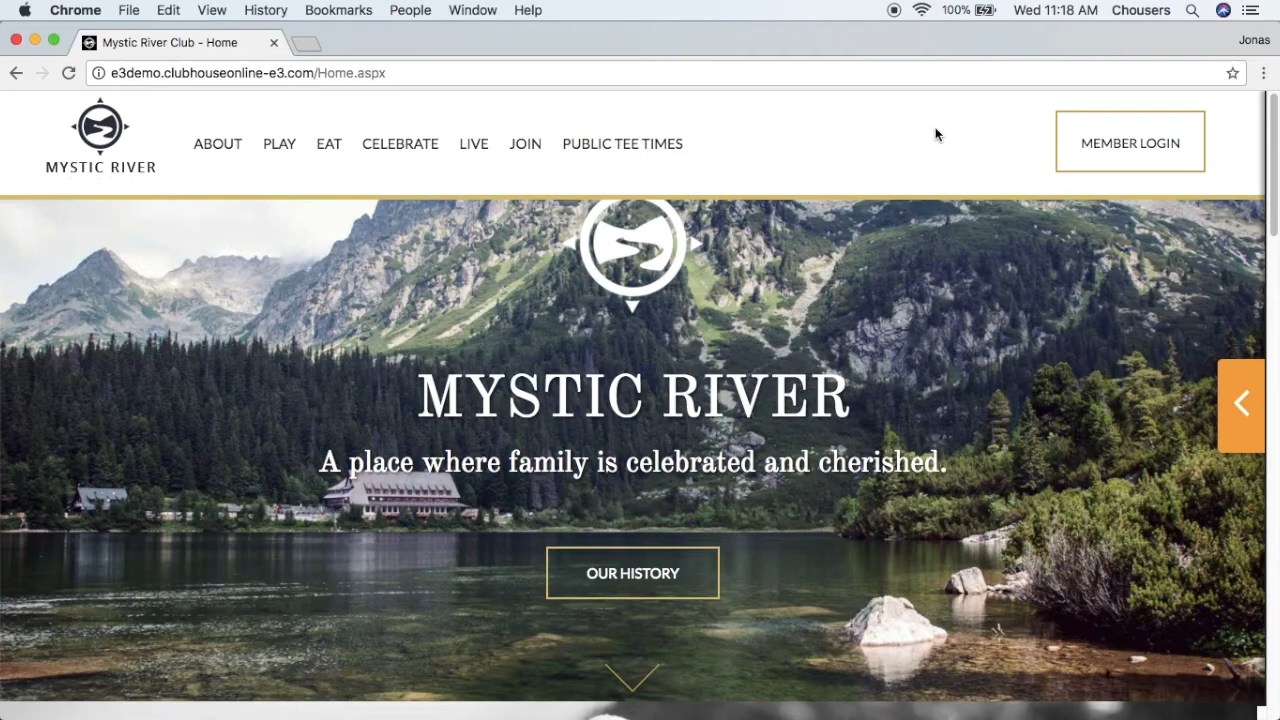 Chrome File Edit View History Bookmarks People Window Help 100% Wed 11:18 AM Chousers
Mystic River Club - Home Jonas
e3demo.clubhouseonline-e3.com/Home.aspx
MYSTIC RIVER
ABOUT PLAY EAT CELEBRATE LIVE JOIN PUBLIC TEE TIMES MEMBER LOGIN
MYSTIC RIVER
A place where family is celebrated and cherished.
OUR HISTORY